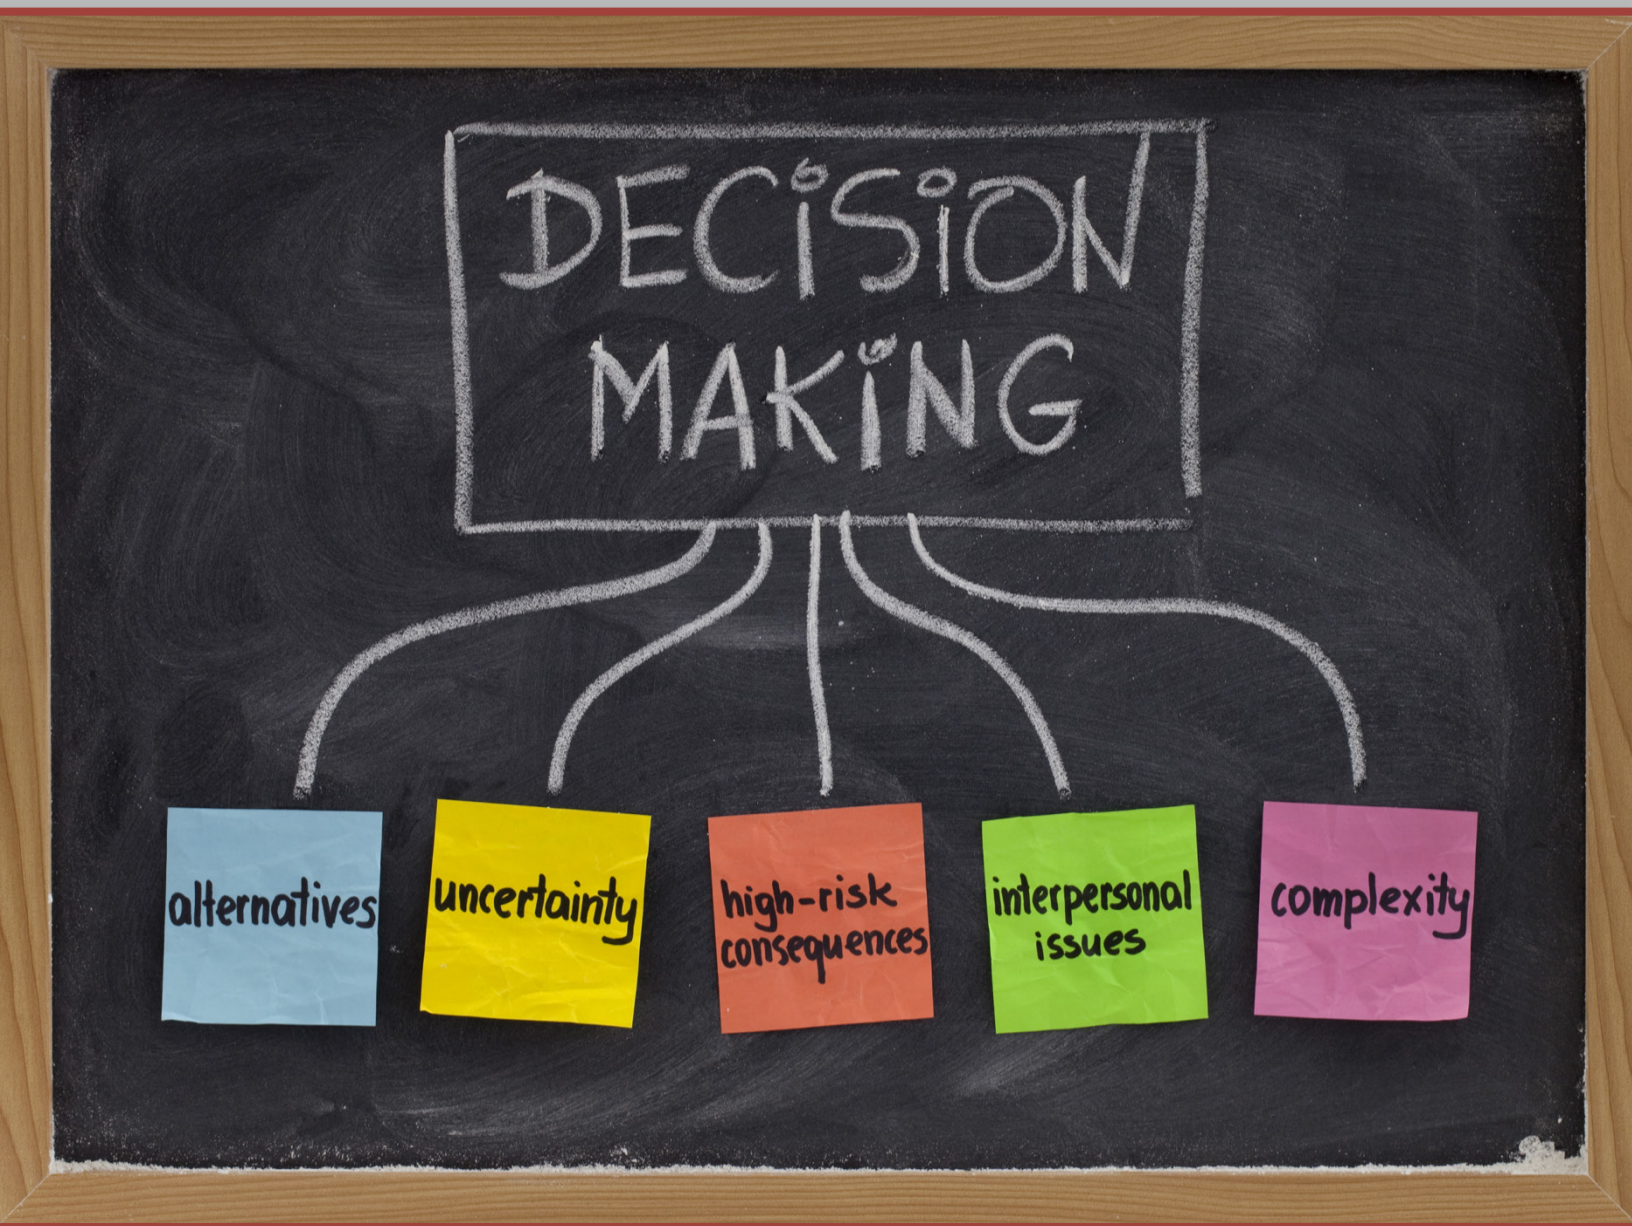 DECiSiON
MAKiNG
alternatives
uncertainty
high-risk
consequences
interpersonal
issues
complexity